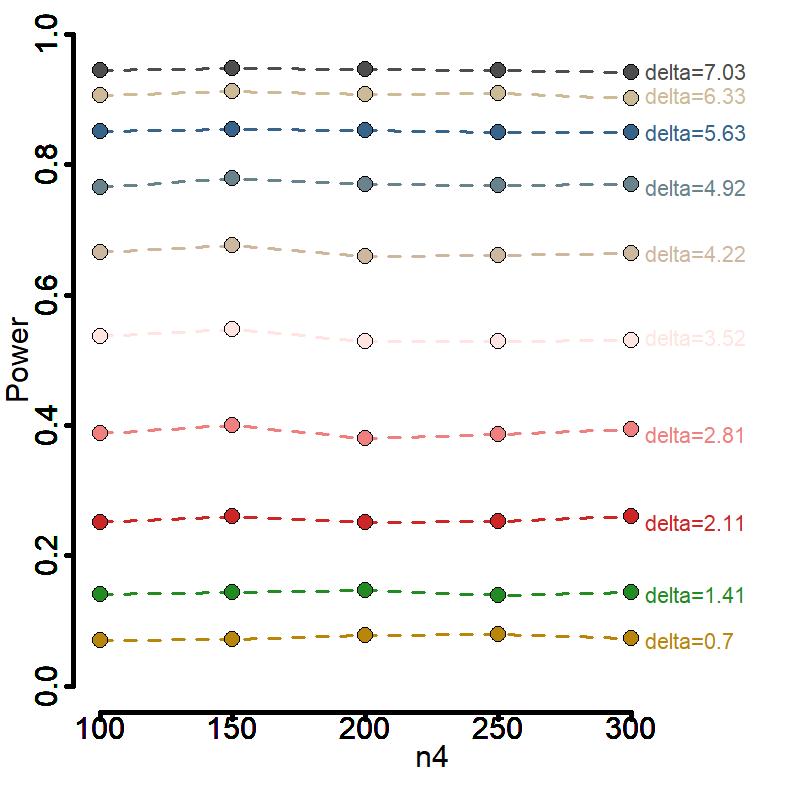 1.0
0.8
0.6
0.4
0.2
0.0
Power
delta=7.03
delta=6.33
delta=5.63
delta=4.92
delta=4.22
delta=3.52
delta=2.81
delta=2.11
delta=1.41
delta=0.7
100 150 200 250 300
n4